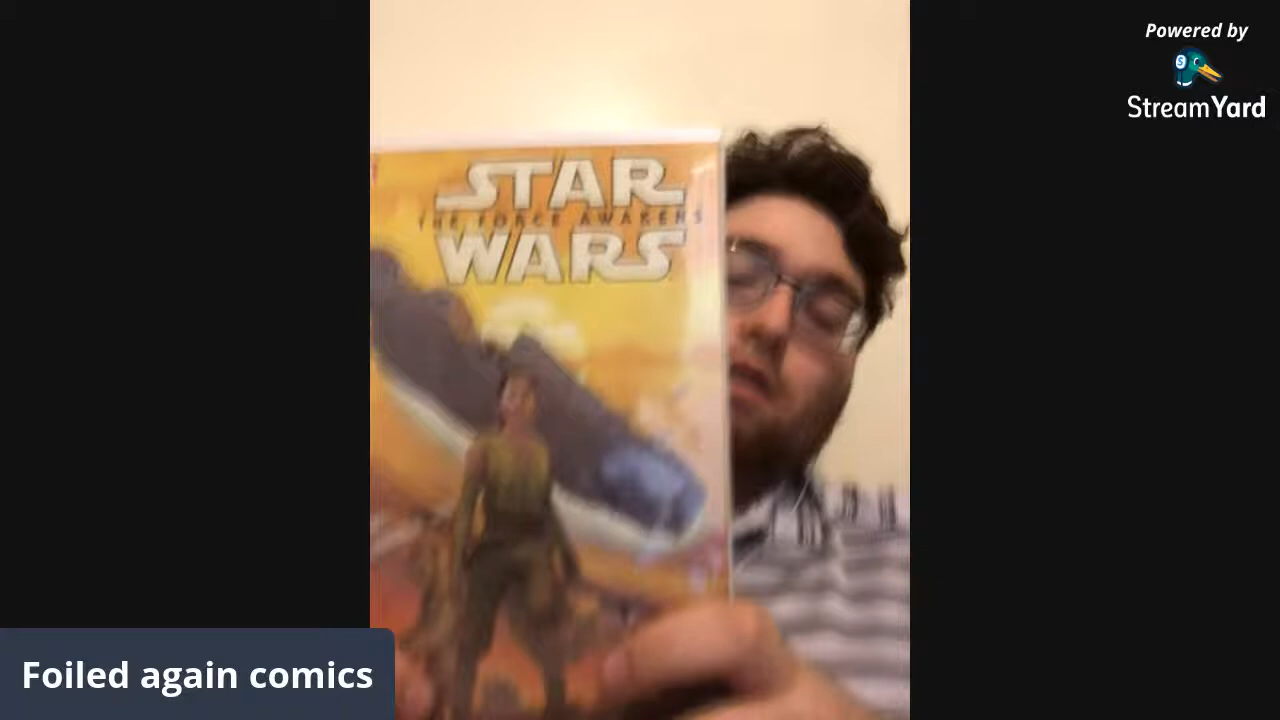 Powered by
StreamYard
STAR
THE FORCE AWAKENS
WARS
Foiled again comics